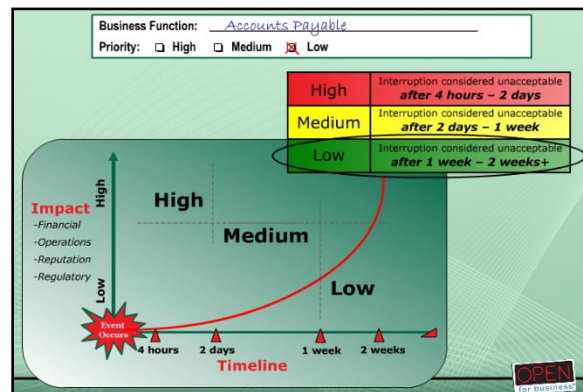 Business Function: Accounts Payable
Priority: High Medium Low
High Interruption considered unacceptable
after 4 hours – 2 days
Medium Interruption considered unacceptable
after 2 days – 1 week
Low Interruption considered unacceptable
after 1 week – 2 weeks+
Impact
-Financial
-Operations
-Reputation
-Regulatory
High
Low
High
Medium
Low
Event
Occurs
4 hours 2 days 1 week 2 weeks
Timeline
OPEN
for business